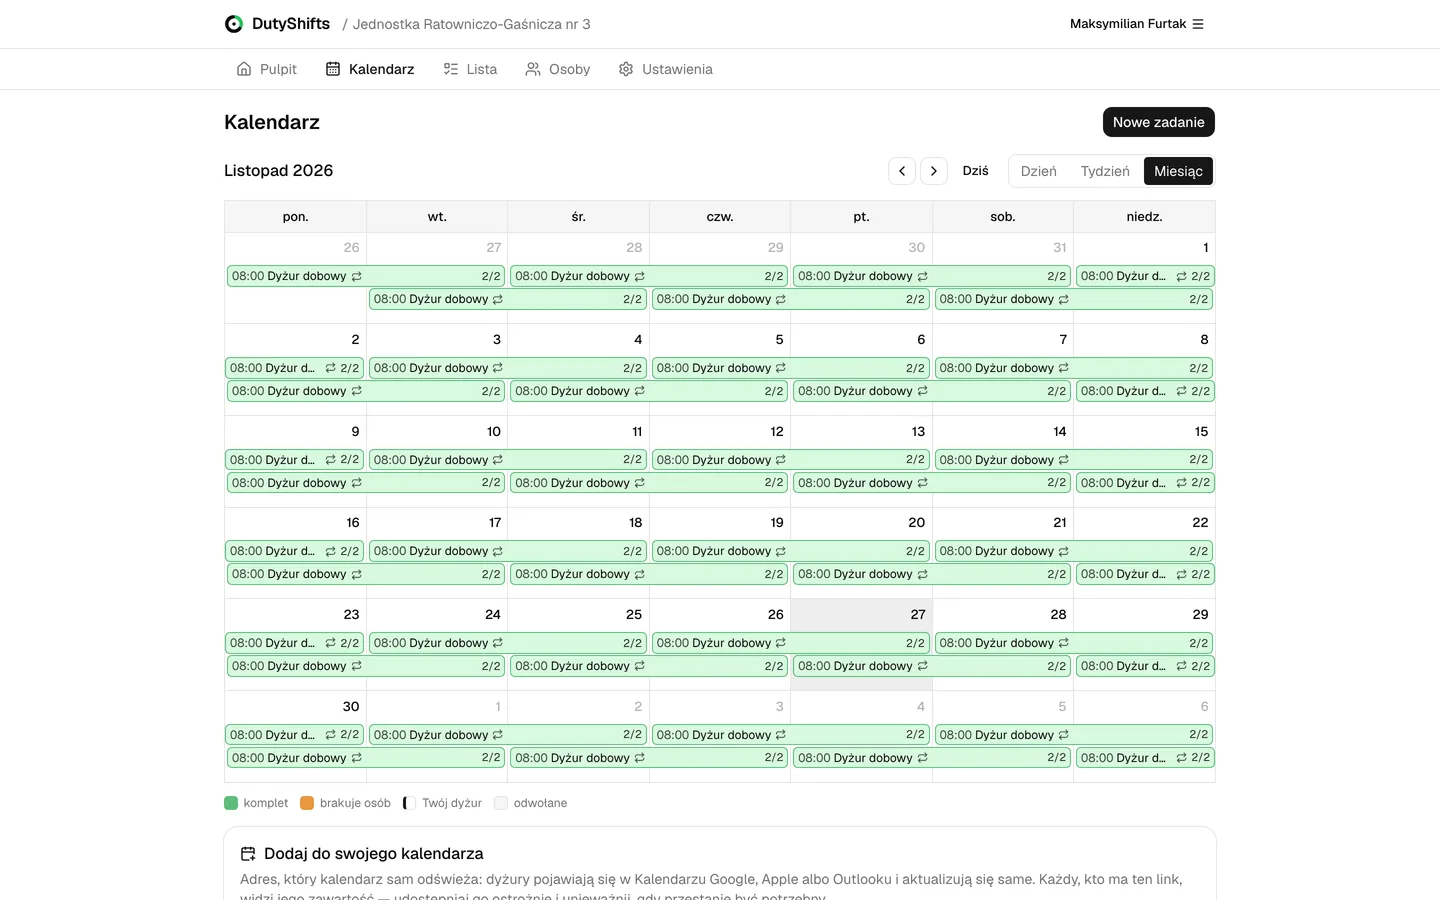 DutyShifts / Jednostka Ratowniczo-Gaśnicza nr 3 Maksymilian Furtak
Pulpit Kalendarz Lista Osoby Ustawienia
Kalendarz Nowe zadanie
Listopad 2026 Dziś Dzień Tydzień Miesiąc
pon. wt. śr. czw. pt. sob. niedz.
26 27 28 29 30 31 1
08:00 Dyżur dobowy 2/2 08:00 Dyżur dobowy 2/2 08:00 Dyżur dobowy 2/2 08:00 Dyżur d... 2/2
08:00 Dyżur dobowy 2/2 08:00 Dyżur dobowy 2/2 08:00 Dyżur dobowy 2/2
2 3 4 5 6 7 8
08:00 Dyżur d... 2/2 08:00 Dyżur dobowy 2/2 08:00 Dyżur dobowy 2/2 08:00 Dyżur dobowy 2/2
08:00 Dyżur dobowy 2/2 08:00 Dyżur dobowy 2/2 08:00 Dyżur dobowy 2/2 08:00 Dyżur d... 2/2
9 10 11 12 13 14 15
08:00 Dyżur d... 2/2 08:00 Dyżur dobowy 2/2 08:00 Dyżur dobowy 2/2 08:00 Dyżur dobowy 2/2
08:00 Dyżur dobowy 2/2 08:00 Dyżur dobowy 2/2 08:00 Dyżur dobowy 2/2 08:00 Dyżur d... 2/2
16 17 18 19 20 21 22
08:00 Dyżur d... 2/2 08:00 Dyżur dobowy 2/2 08:00 Dyżur dobowy 2/2 08:00 Dyżur dobowy 2/2
08:00 Dyżur dobowy 2/2 08:00 Dyżur dobowy 2/2 08:00 Dyżur dobowy 2/2 08:00 Dyżur d... 2/2
23 24 25 26 27 28 29
08:00 Dyżur d... 2/2 08:00 Dyżur dobowy 2/2 08:00 Dyżur dobowy 2/2 08:00 Dyżur dobowy 2/2
08:00 Dyżur dobowy 2/2 08:00 Dyżur dobowy 2/2 08:00 Dyżur dobowy 2/2 08:00 Dyżur d... 2/2
30 1 2 3 4 5 6
08:00 Dyżur d... 2/2 08:00 Dyżur dobowy 2/2 08:00 Dyżur dobowy 2/2 08:00 Dyżur dobowy 2/2
08:00 Dyżur dobowy 2/2 08:00 Dyżur dobowy 2/2 08:00 Dyżur dobowy 2/2 08:00 Dyżur d... 2/2
komplet brakuje osób Twój dyżur odwołane
Dodaj do swojego kalendarza
Adres, który kalendarz sam odświeża: dyżury pojawiają się w Kalendarzu Google, Apple albo Outlooku i aktualizują się same. Każdy, kto ma ten link,
widzi jego zawartość — udostępniaj go ostrożnie i unieważnij, gdy przestanie być potrzebny.